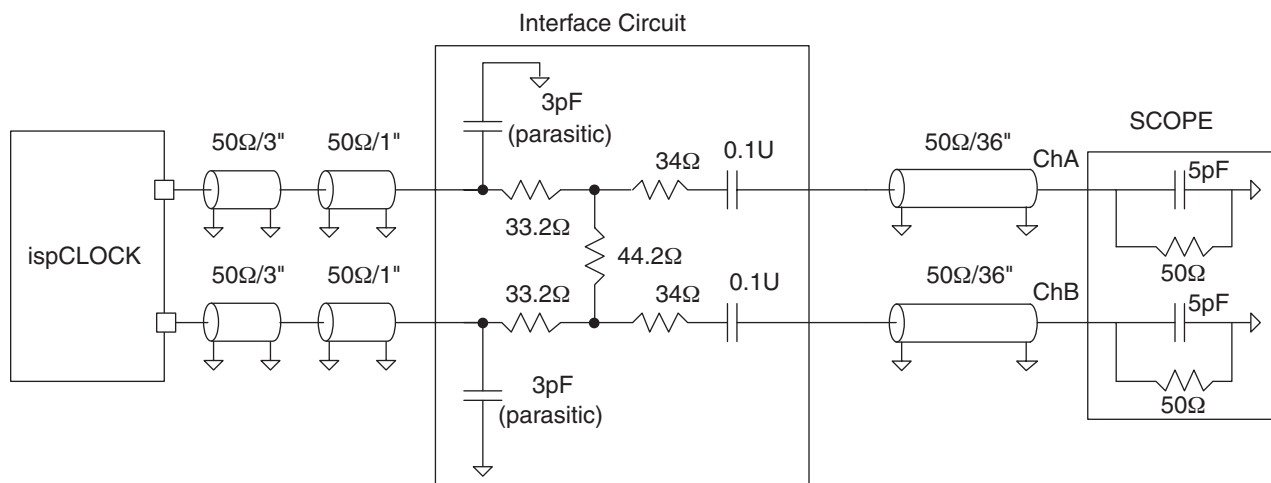 Interface Circuit
3pF
(parasitic)
SCOPE
50Ω/3"
50Ω/1"
0.1U
34Ω
50Ω/36"
ChA
5pF
33.2Ω
50Ω
ispCLOCK
44.2Ω
50Ω/3"
50Ω/1"
33.2Ω
34Ω
0.1U
50Ω/36"
ChB
5pF
3pF
(parasitic)
50Ω